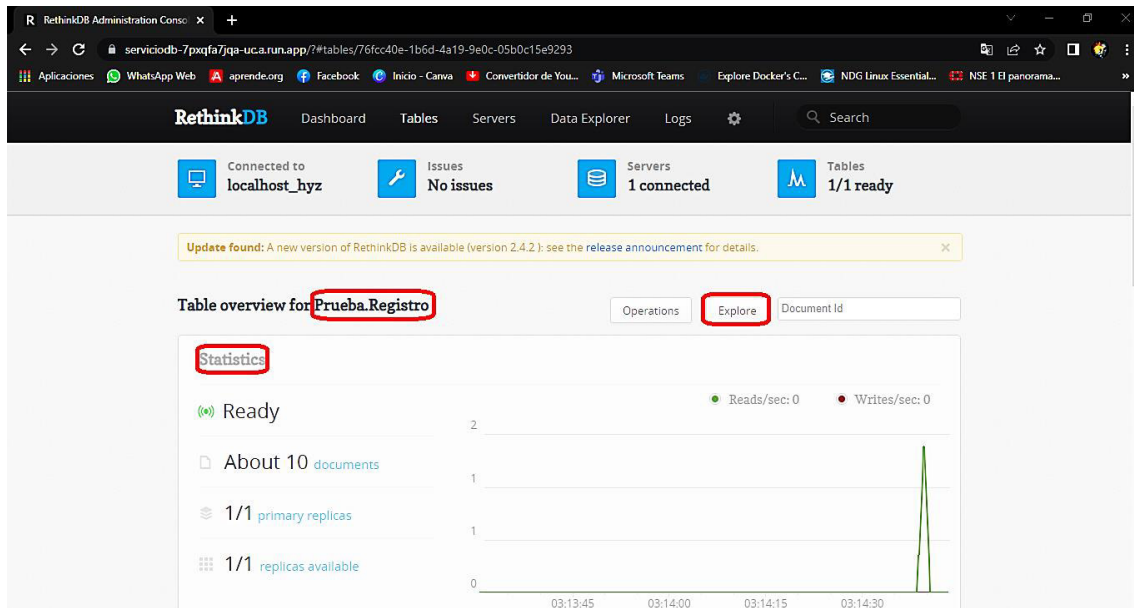 RethinkDB Administration Consol
serviciodb-7pxqfa7jqa-uc.a.run.app/?#tables/76fcc40e-1b6d-4a19-9e0c-05b0c15e9293
Aplicaciones WhatsApp Web aprende.org Facebook Inicio - Canva Convertidor de You... Microsoft Teams Explore Docker's C... NDG Linux Essential... NSE 1 El panorama... »
RethinkDB Dashboard Tables Servers Data Explorer Logs Search
Connected to Issues Servers Tables
localhost_hyz No issues 1 connected 1/1 ready
Update found: A new version of RethinkDB is available (version 2.4.2 ): see the release announcement for details.
Table overview for Prueba.Registro Operations Explore Document Id
Statistics
Reads/sec: 0 Writes/sec: 0
Ready
2
About 10 documents
1
1/1 primary replicas
1
1/1 replicas available
0
03:13:45 03:14:00 03:14:15 03:14:30